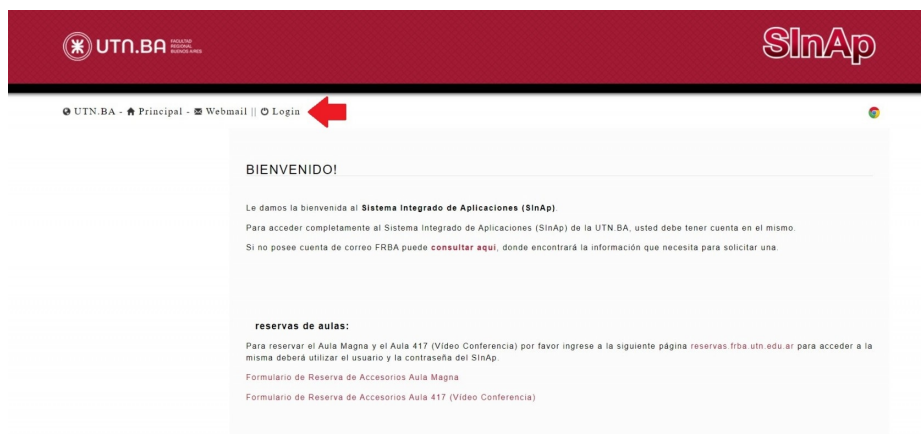 UTN.BA FACULTAD
REGIONAL
BUENOS AIRES
SInAp
UTN.BA - Principal - Webmail || Login
BIENVENIDO!
Le damos la bienvenida al Sistema Integrado de Aplicaciones (SInAp).
Para acceder completamente al Sistema Integrado de Aplicaciones (SInAp) de la UTN.BA, usted debe tener cuenta en el mismo.
Si no posee cuenta de correo FRBA puede consultar aquí, donde encontrará la información que necesita para solicitar una.
reservas de aulas:
Para reservar el Aula Magna y el Aula 417 (Vídeo Conferencia) por favor ingrese a la siguiente página reservas.frba.utn.edu.ar para acceder a la
misma deberá utilizar el usuario y la contraseña del SInAp.
Formulario de Reserva de Accesorios Aula Magna
Formulario de Reserva de Accesorios Aula 417 (Vídeo Conferencia)